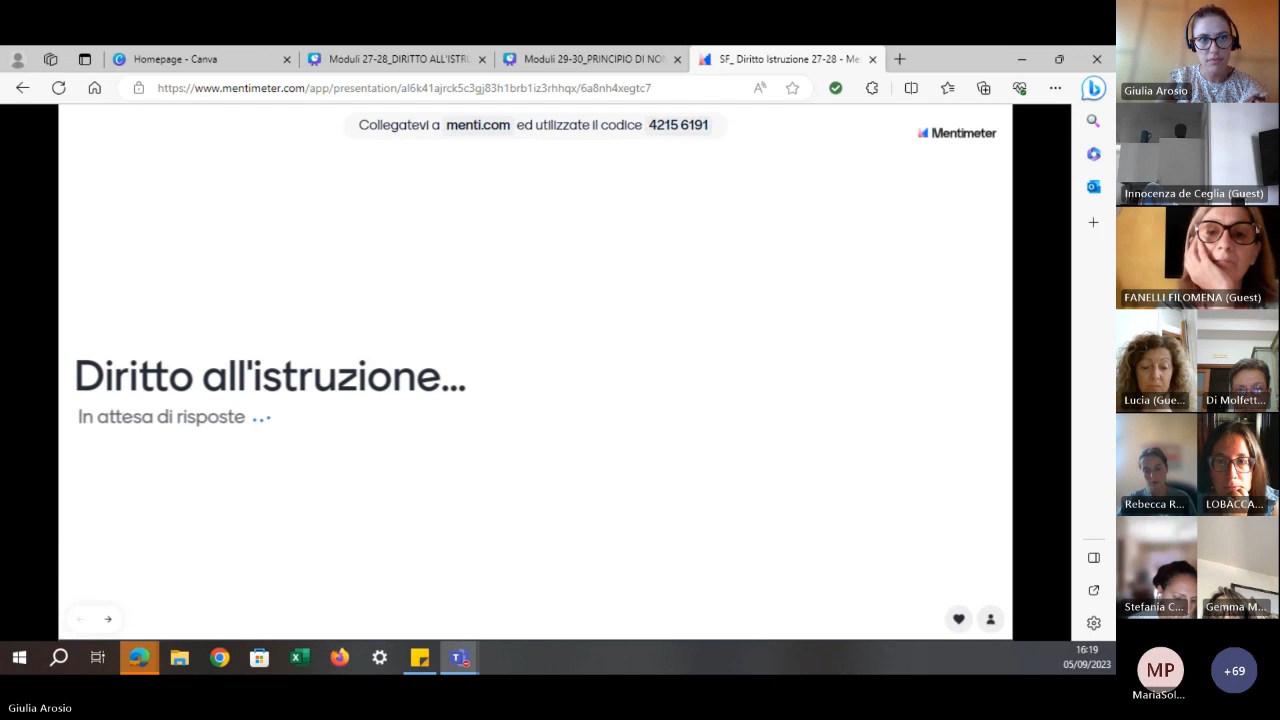 Homepage - Canva
Moduli 27-28_DIRITTO ALL'ISTRU
Moduli 29-30_PRINCIPIO DI NON
SF_ Diritto Istruzione 27-28 - Me
https://www.mentimeter.com/app/presentation/al6k41ajrck5c3gj83h1brb1iz3rhhqx/6a8nh4xegtc7
Collegatevi a menti.com ed utilizzate il codice 4215 6191
Mentimeter
Diritto all'istruzione...
In attesa di risposte
16:19
05/09/2023
Giulia Arosio
Giulia Arosio
Innocenza de Ceglia (Guest)
FANELLI FILOMENA (Guest)
Lucia (Gue...
Di Molfett...
Rebecca R...
LOBACCA...
Stefania C...
Gemma M...
MP
MariaSol...
+69